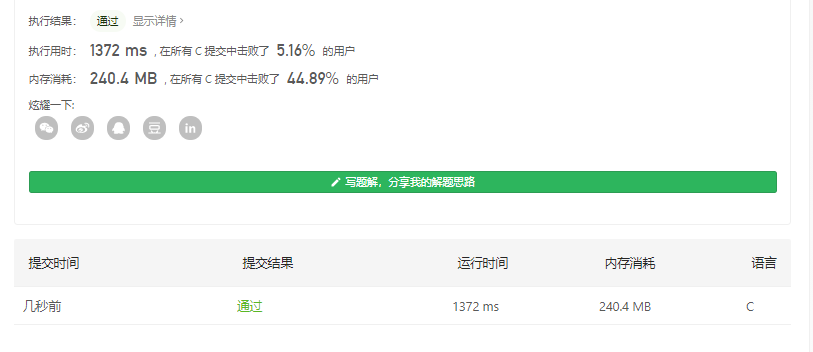 执行结果： 通过 显示详情 ›
执行用时： 1372 ms , 在所有 C 提交中击败了 5.16% 的用户
内存消耗： 240.4 MB , 在所有 C 提交中击败了 44.89% 的用户
炫耀一下:
豆 in
写题解，分享我的解题思路
提交时间 提交结果 运行时间 内存消耗 语言
几秒前 通过 1372 ms 240.4 MB C